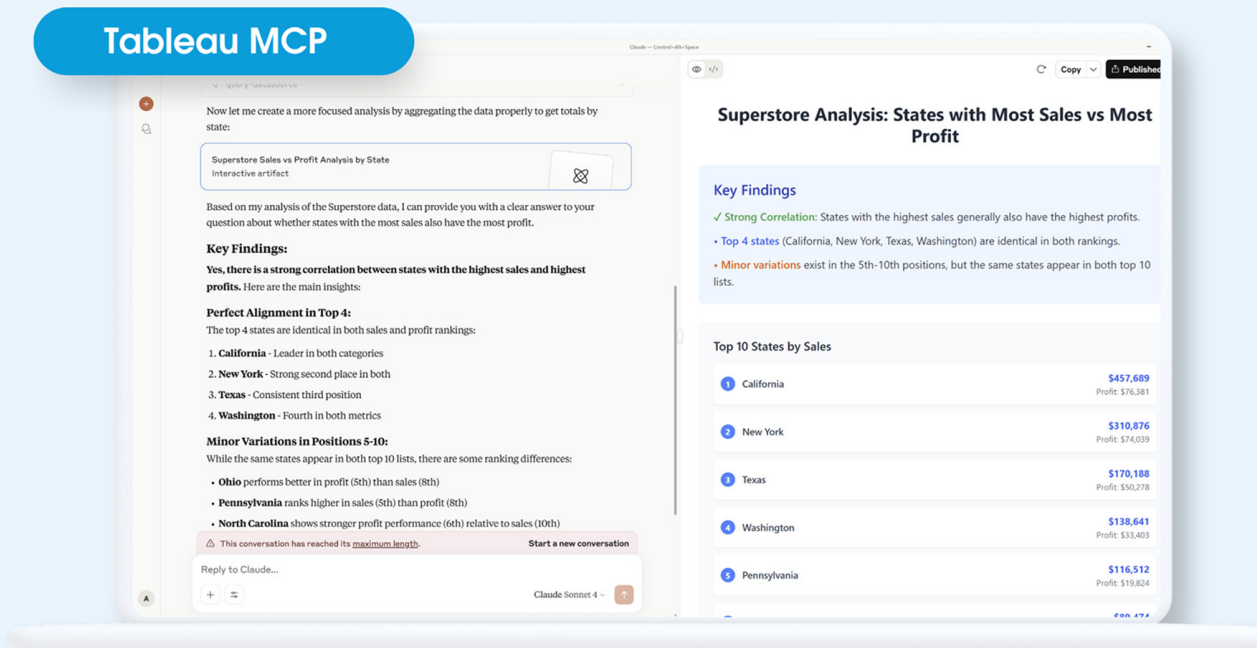 Tableau MCP
Claude — Control+Alt+Space
query-datasource
Now let me create a more focused analysis by aggregating the data properly to get totals by
state:
Superstore Sales vs Profit Analysis by State
Interactive artifact
Based on my analysis of the Superstore data, I can provide you with a clear answer to your
question about whether states with the most sales also have the most profit.
Key Findings:
Yes, there is a strong correlation between states with the highest sales and highest
profits. Here are the main insights:
Perfect Alignment in Top 4:
The top 4 states are identical in both sales and profit rankings:
1. California - Leader in both categories
2. New York - Strong second place in both
3. Texas - Consistent third position
4. Washington - Fourth in both metrics
Minor Variations in Positions 5-10:
While the same states appear in both top 10 lists, there are some ranking differences:
• Ohio performs better in profit (5th) than sales (8th)
• Pennsylvania ranks higher in sales (5th) than profit (8th)
• North Carolina shows stronger profit performance (6th) relative to sales (10th)
This conversation has reached its maximum length.
Start a new conversation
Reply to Claude...
Claude Sonnet 4
A
Copy
Published
Superstore Analysis: States with Most Sales vs Most
Profit
Key Findings
✓ Strong Correlation: States with the highest sales generally also have the highest profits.
• Top 4 states (California, New York, Texas, Washington) are identical in both rankings.
• Minor variations exist in the 5th-10th positions, but the same states appear in both top 10
lists.
Top 10 States by Sales
1 California
$457,689
Profit: $76,381
2 New York
$310,876
Profit: $74,039
3 Texas
$170,188
Profit: $50,278
4 Washington
$138,641
Profit: $33,403
5 Pennsylvania
$116,512
Profit: $19,824